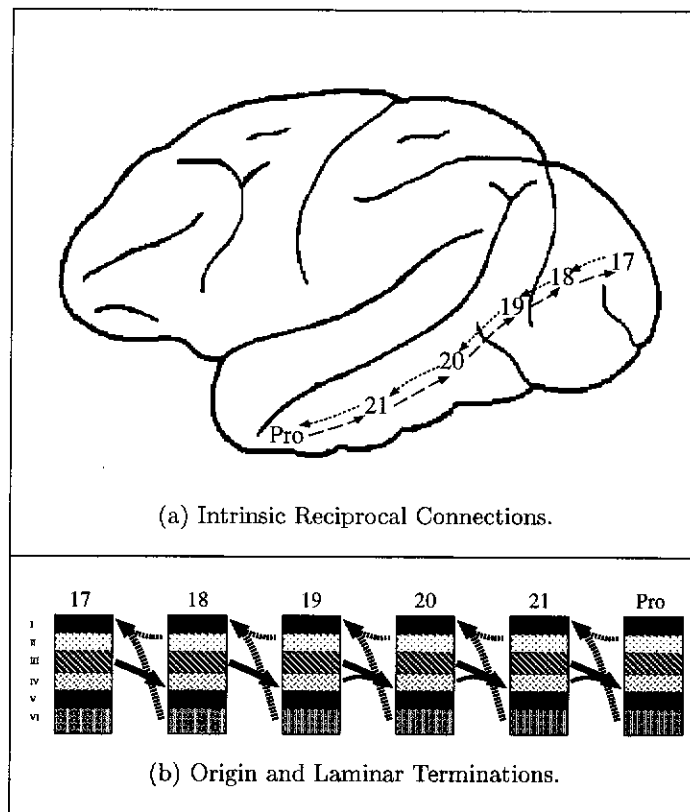 17
18
19
20
21
Pro
(a) Intrinsic Reciprocal Connections.
17 18 19 20 21 Pro
I
II
III
IV
V
VI
(b) Origin and Laminar Terminations.